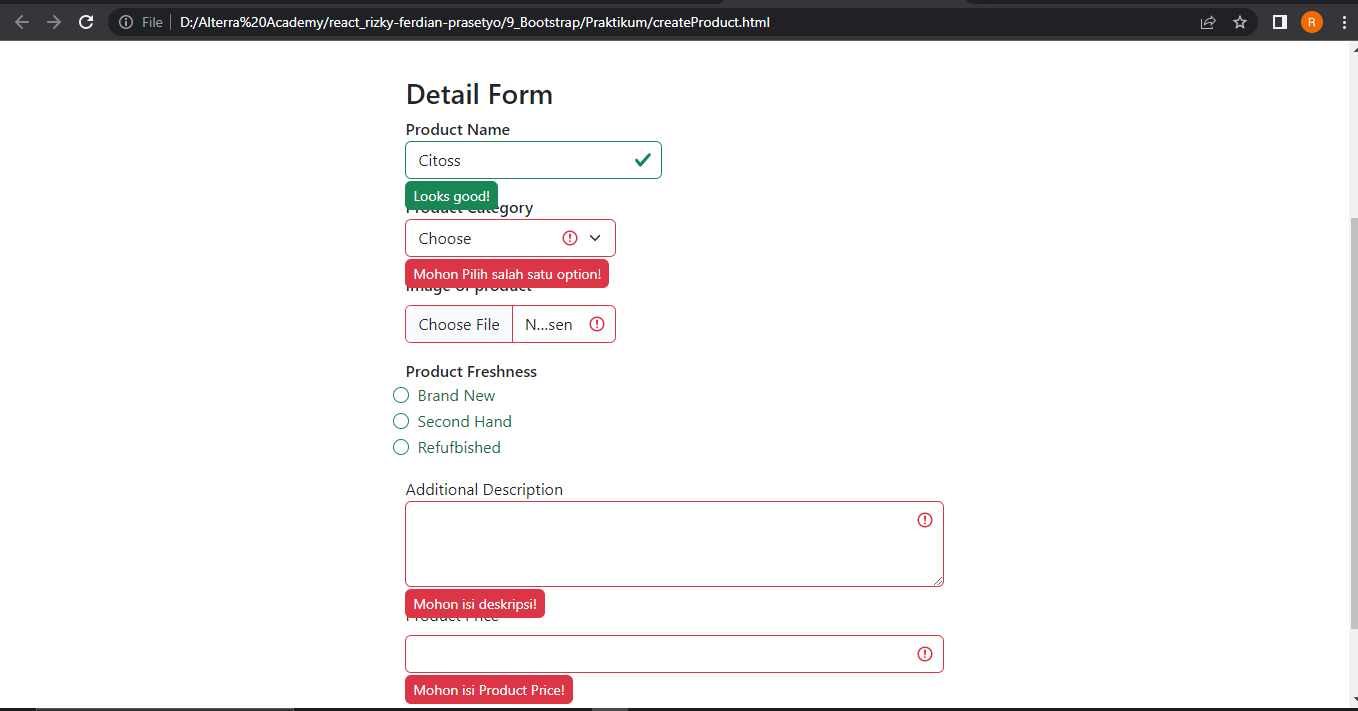 File D:/Alterra%20Academy/react_rizky-ferdian-prasetyo/9_Bootstrap/Praktikum/createProduct.html R
Detail Form
Product Name
Citoss
Looks good!
Product Category
Choose
Mohon Pilih salah satu option!
Image of product
Choose File N...sen
Product Freshness
Brand New
Second Hand
Refufbished
Additional Description
Mohon isi deskripsi!
Product Price
Mohon isi Product Price!